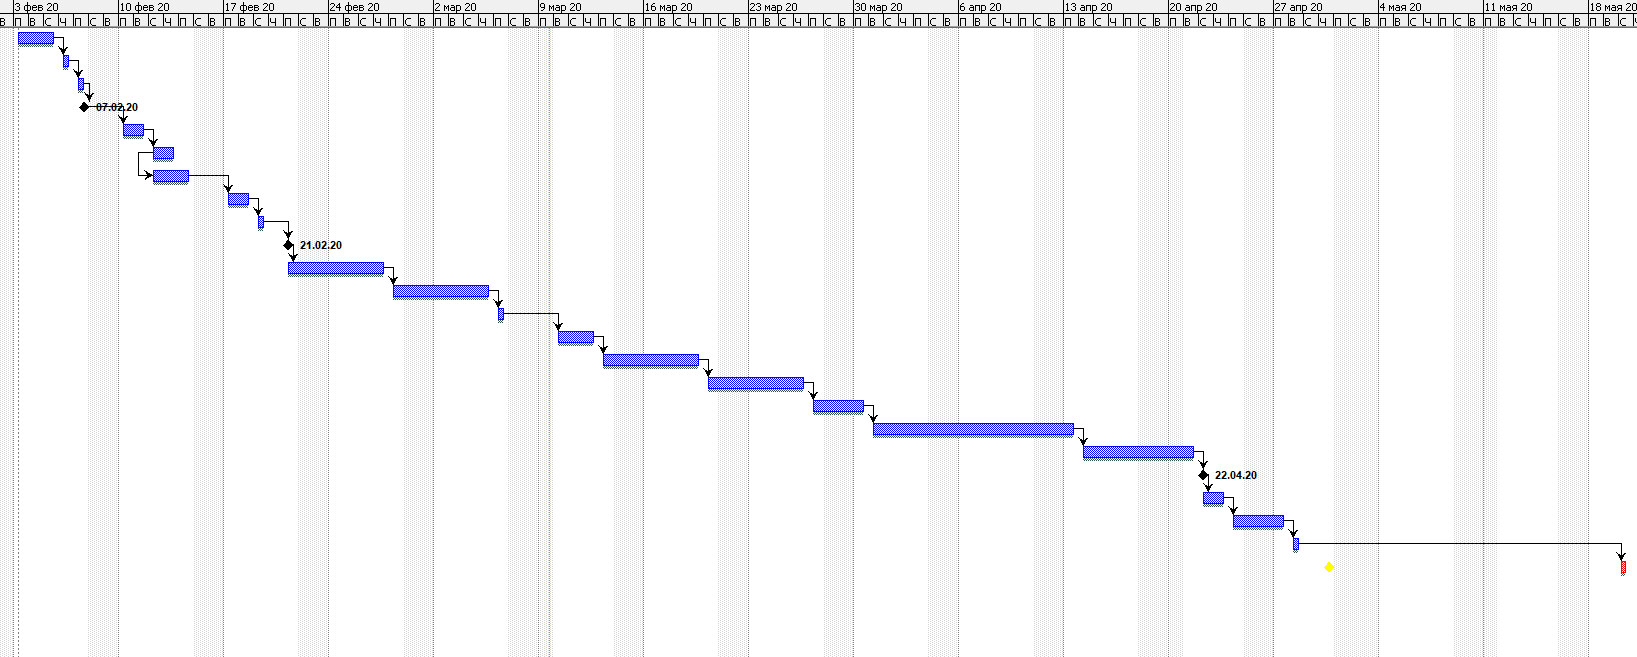 3 фев 20 10 фев 20 17 фев 20 24 фев 20 2 мар 20 9 мар 20 16 мар 20 23 мар 20 30 мар 20 6 апр 20 13 апр 20 20 апр 20 27 апр 20 4 мая 20 11 мая 20 18 мая 20
В П В С Ч П С В П В С Ч П С В П В С Ч П С В П В С Ч П С В П В С Ч П С В П В С Ч П С В П В С Ч П С В П В С Ч П С В П В С Ч П С В П В С Ч П С В П В С Ч П С В П В С Ч П С В П В С Ч П С В П В С Ч П С В П В С Ч П С В П В С
07.02.20
21.02.20
22.04.20